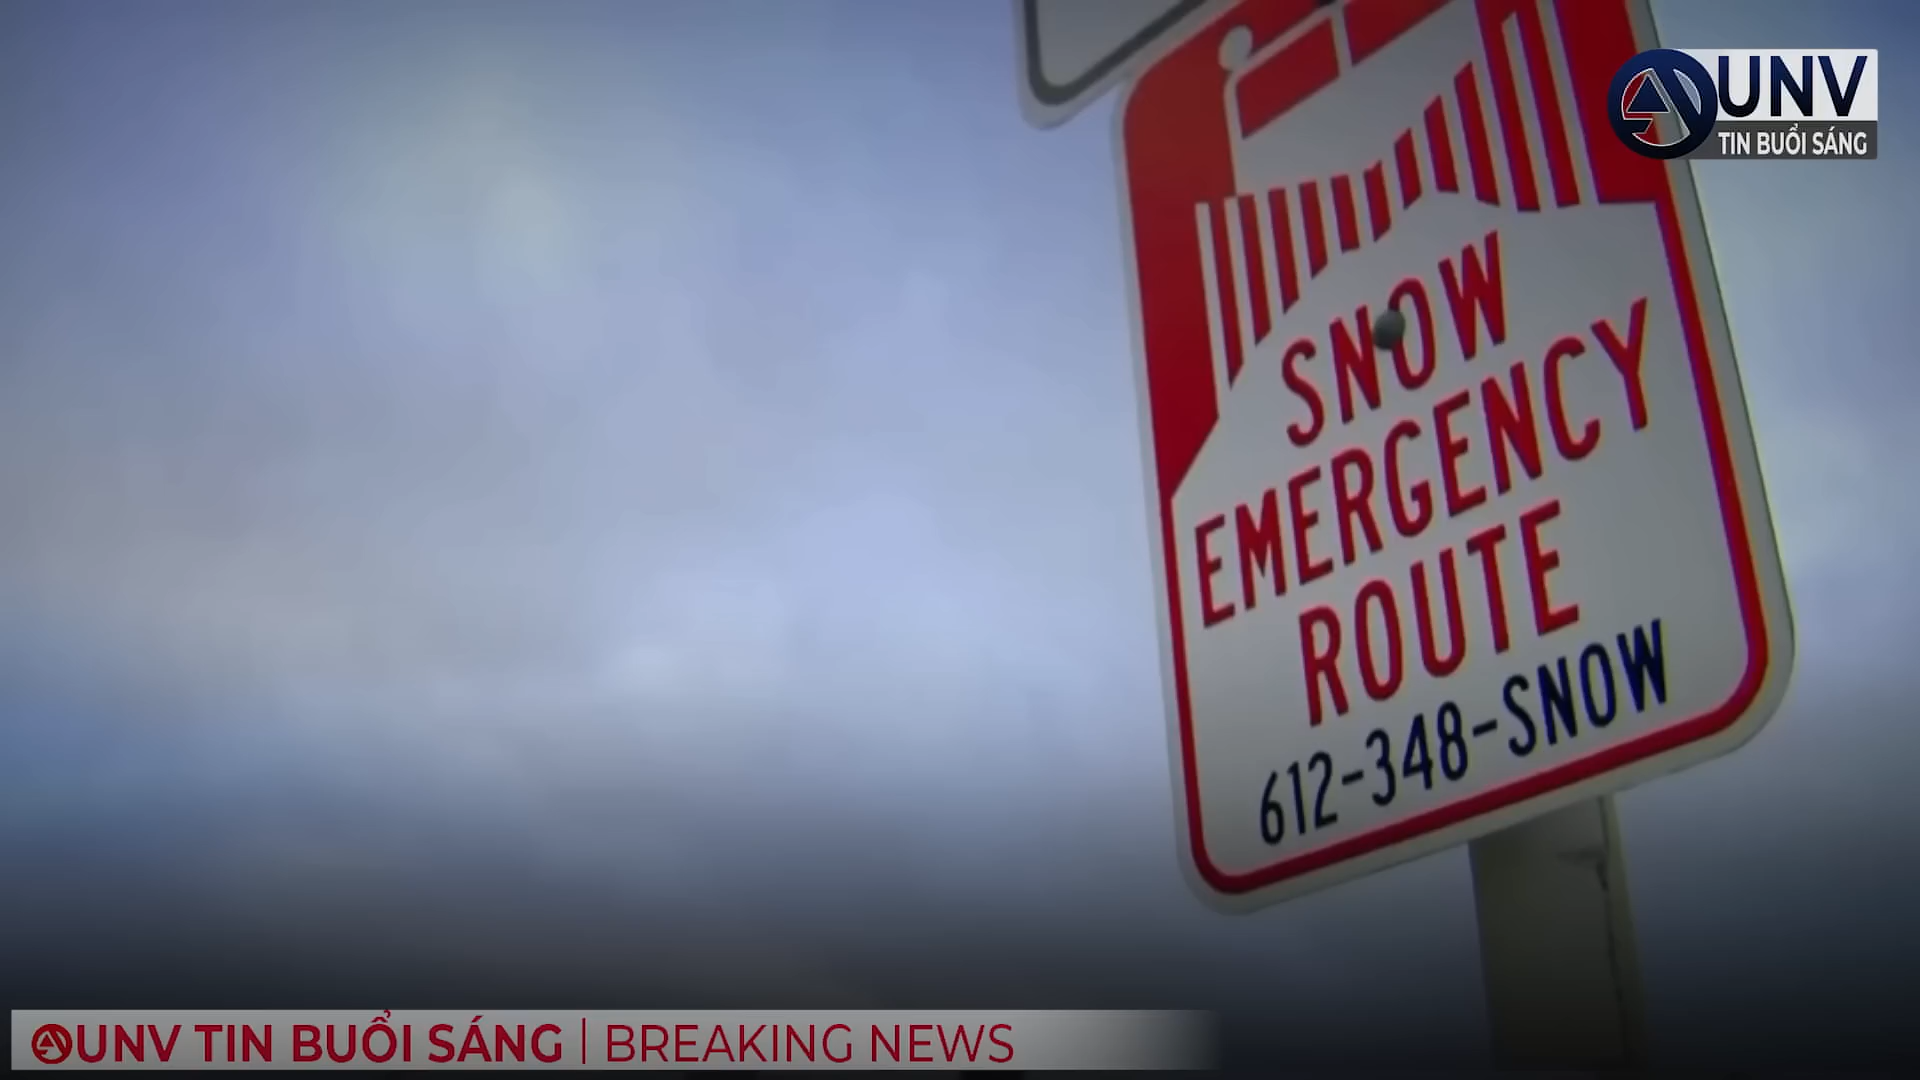 UNV
TIN BUỔI SÁNG
SNOW
EMERGENCY
ROUTE
612-348-SNOW
UNV TIN BUỔI SÁNG | BREAKING NEWS